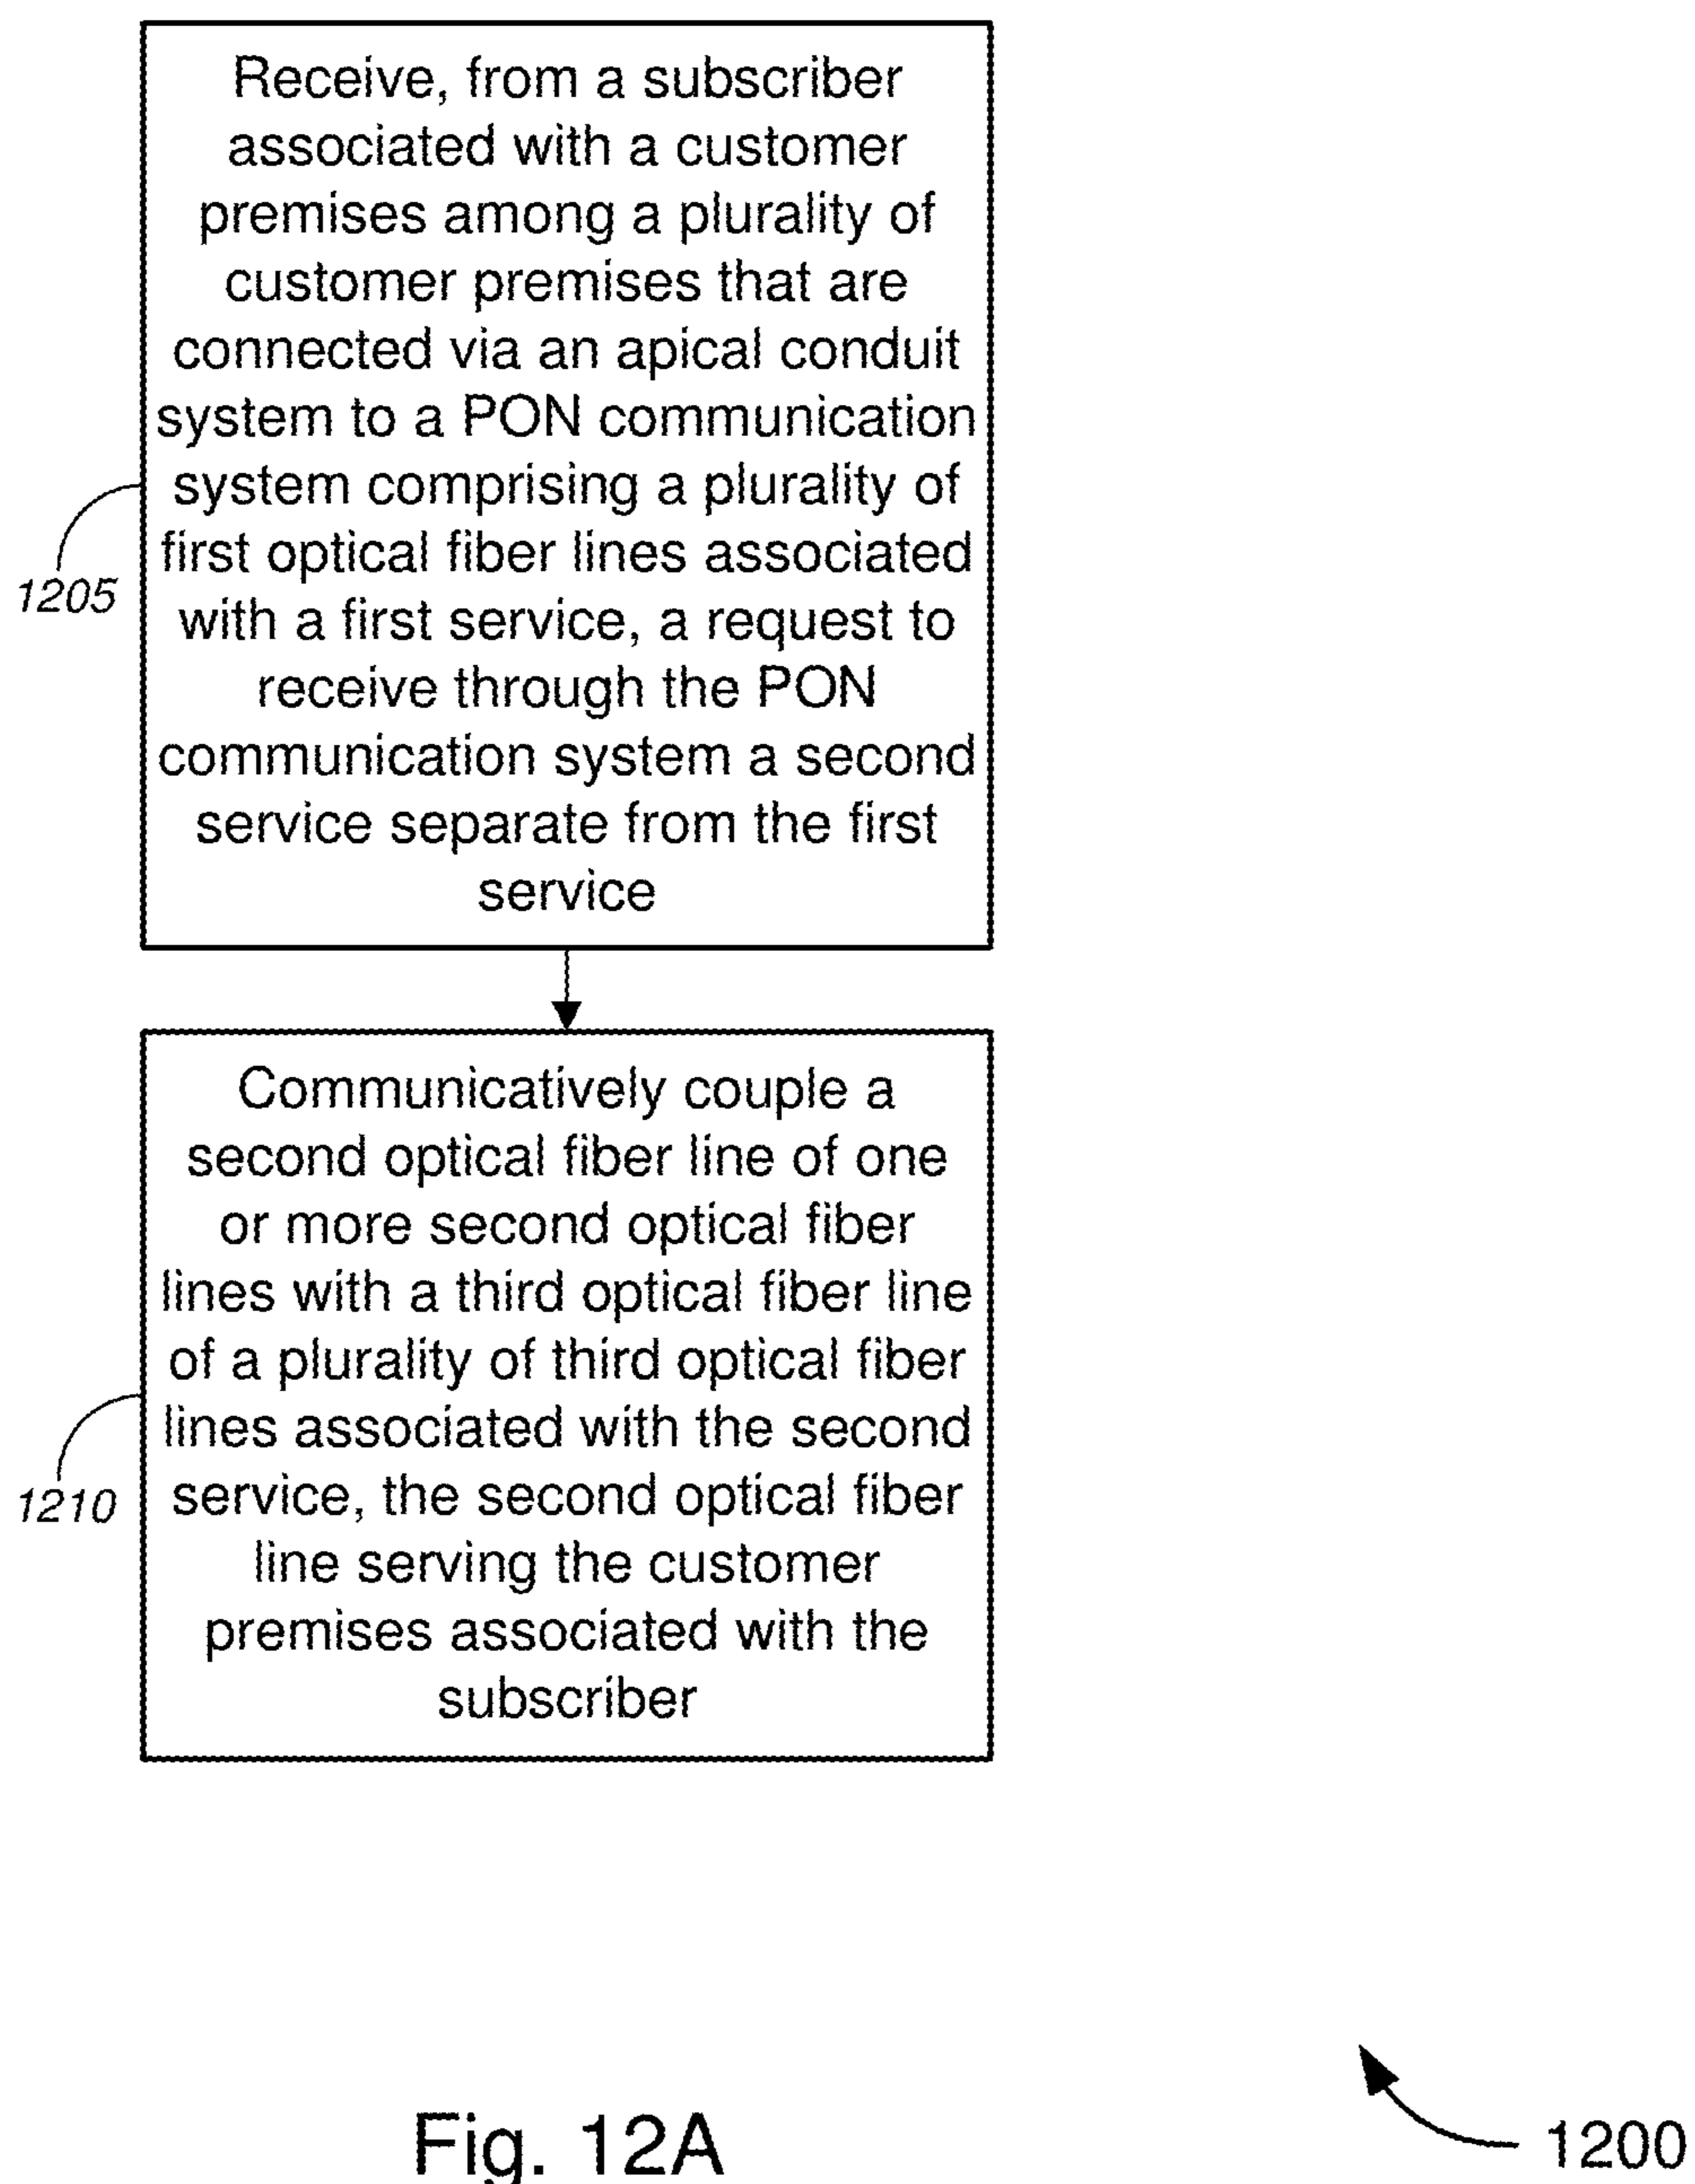 Receive, from a subscriber
associated with a customer
premises among a plurality of
customer premises that are
connected via an apical conduit
system to a PON communication
system comprising a plurality of
first optical fiber lines associated
with a first service, a request to
receive through the PON
communication system a second
service separate from the first
service
1205
Communicatively couple a
second optical fiber line of one
or more second optical fiber
lines with a third optical fiber line
of a plurality of third optical fiber
lines associated with the second
service, the second optical fiber
line serving the customer
premises associated with the
subscriber
1210
Fig. 12A
1200